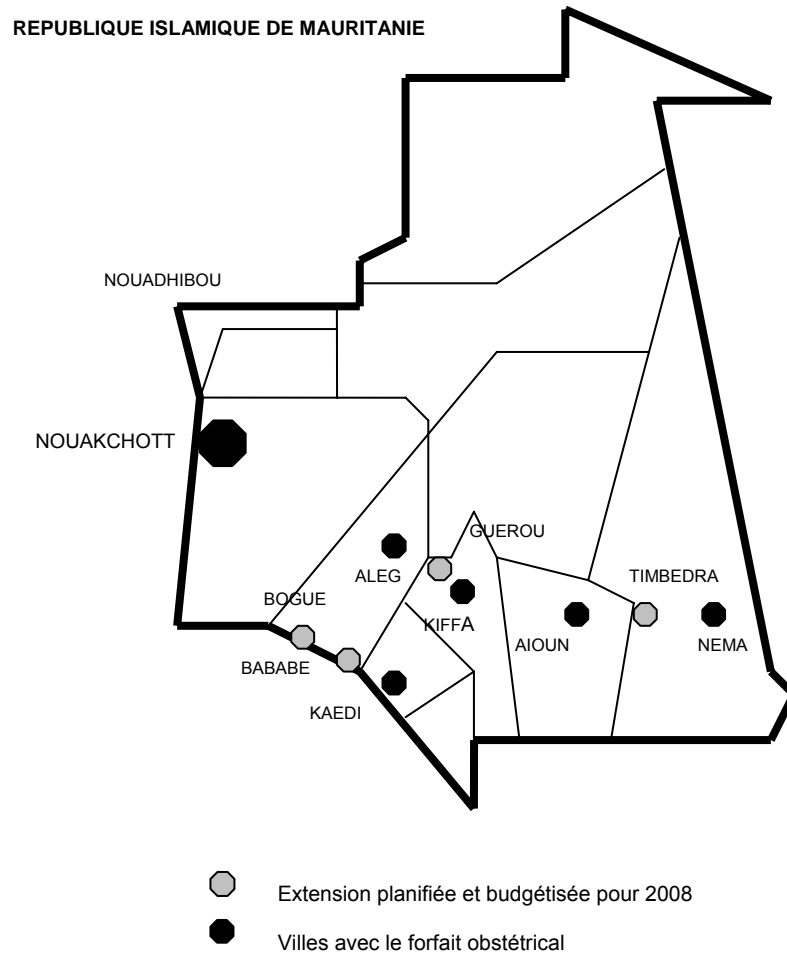 REPUBLIQUE ISLAMIQUE DE MAURITANIE
NOUADHIBOU
NOUAKCHOTT
GUEROU
ALEG
TIMBEDRA
BOGUE
KIFFA
AIOUN
NEMA
BABABE
KAEDI
Extension planifiée et budgétisée pour 2008
Villes avec le forfait obstétrical